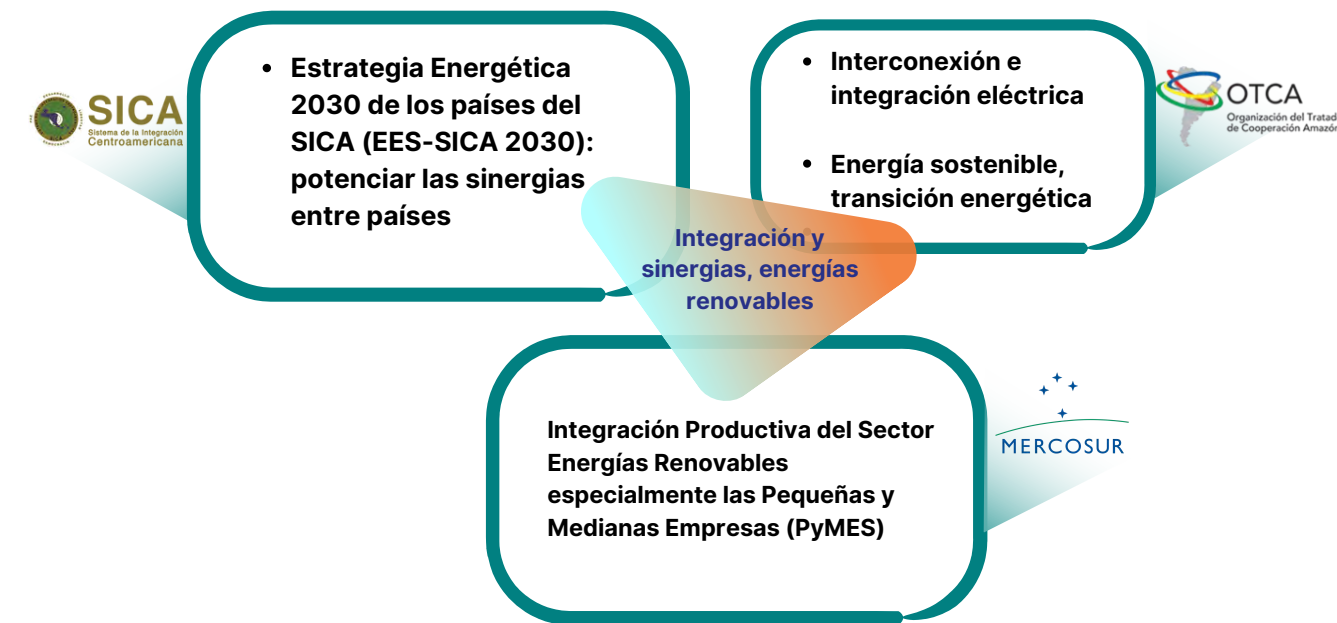 SICA
Sistema de la Integración
Centroamericana
• Estrategia Energética
2030 de los países del
SICA (EES-SICA 2030):
potenciar las sinergias
entre países
• Interconexión e
integración eléctrica
• Energía sostenible,
transición energética
OTCA
Organización del Tratad
de Cooperación Amazón
Integración y
sinergias, energías
renovables
Integración Productiva del Sector
Energías Renovables
especialmente las Pequeñas y
Medianas Empresas (PyMES)
MERCOSUR